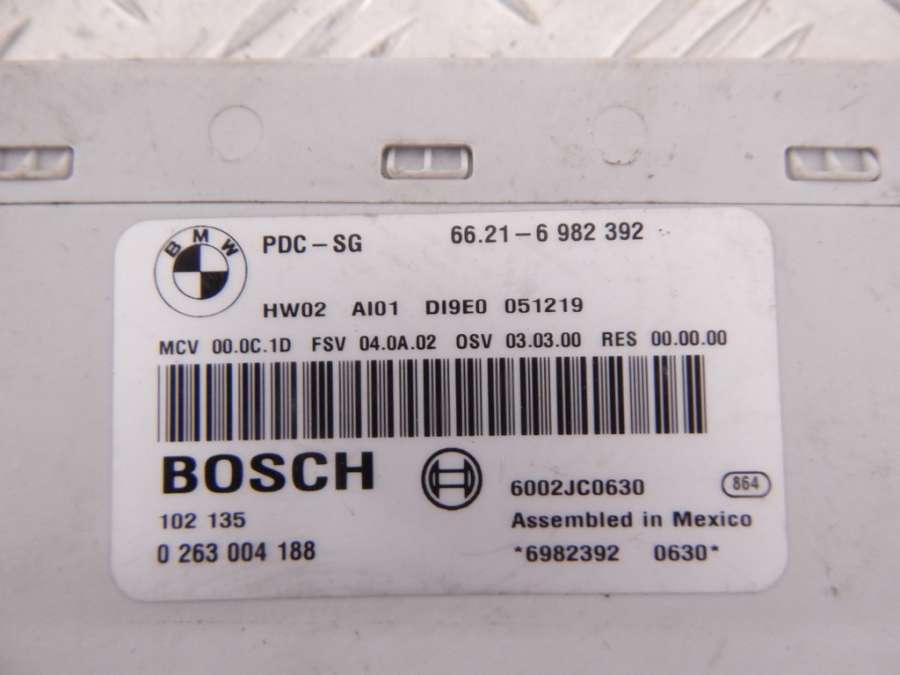 BMW
PDC-SG 66.21-6 982 392
HW02 AI01 DI9E0 051219
MCV 00.0C.1D FSV 04.0A.02 OSV 03.03.00 RES 00.00.00
BOSCH 6002JC0630 864
102 135 Assembled in Mexico
0 263 004 188 *6982392 0630*